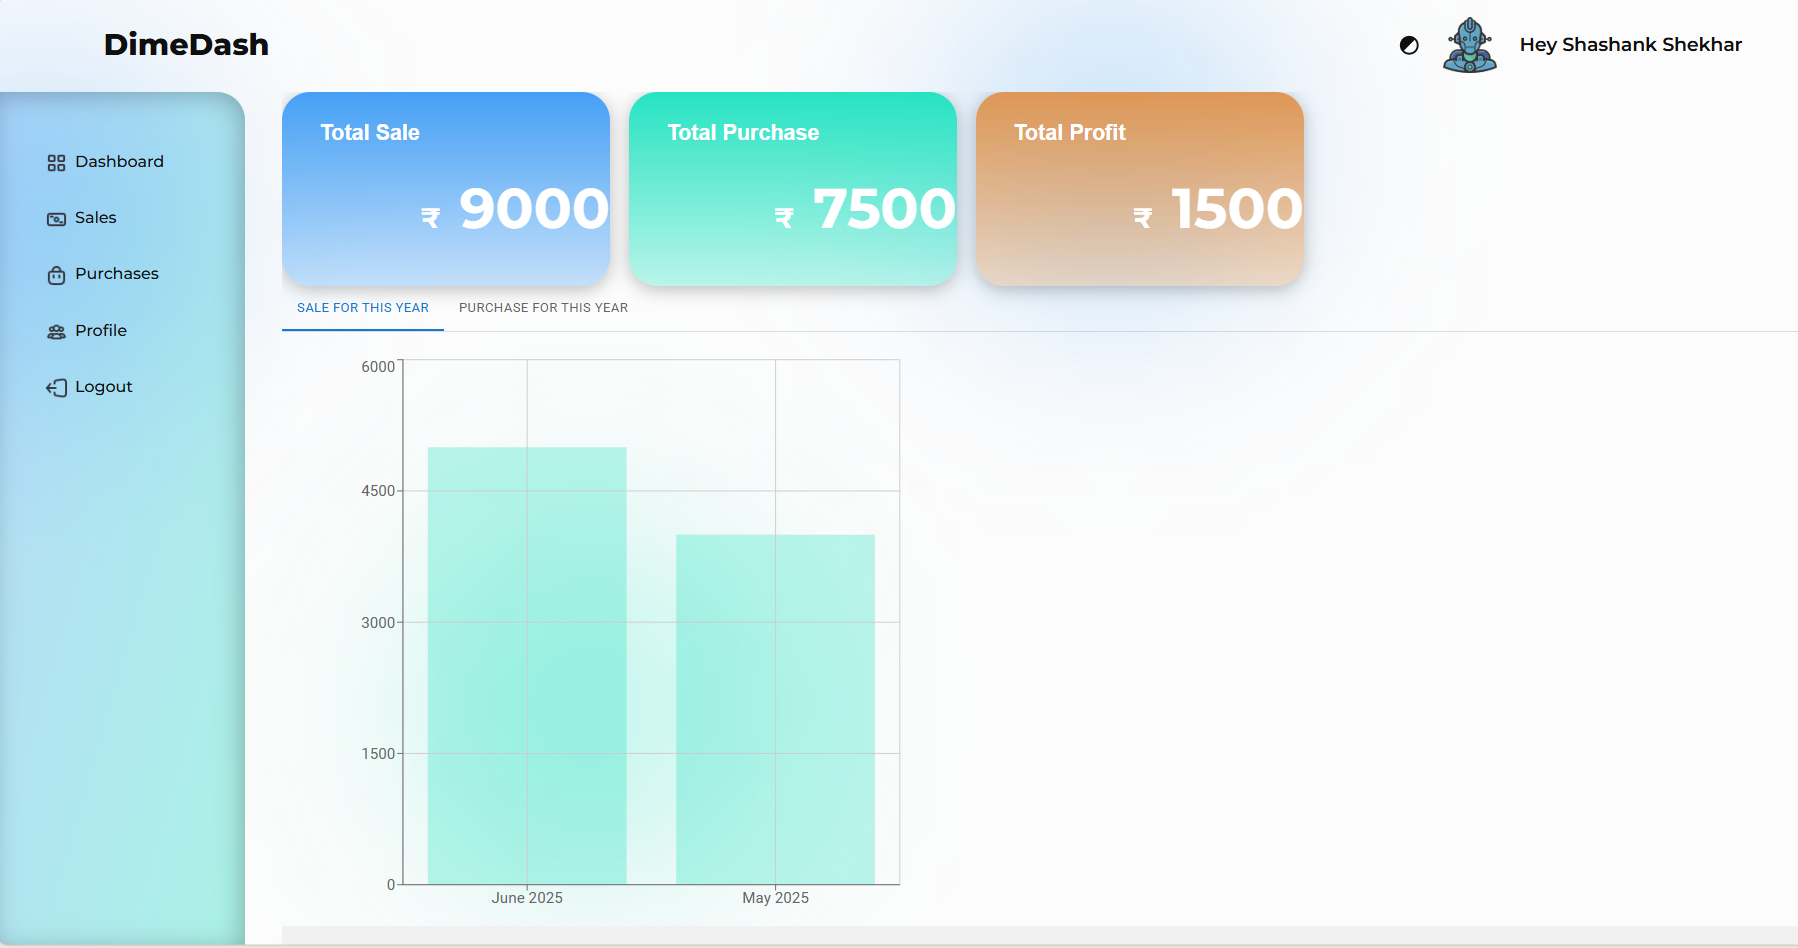 DimeDash
Hey Shashank Shekhar
Dashboard
Sales
Purchases
Profile
Logout
Total Sale
₹ 9000
Total Purchase
₹ 7500
Total Profit
₹ 1500
SALE FOR THIS YEAR
PURCHASE FOR THIS YEAR
6000
4500
3000
1500
0
June 2025
May 2025